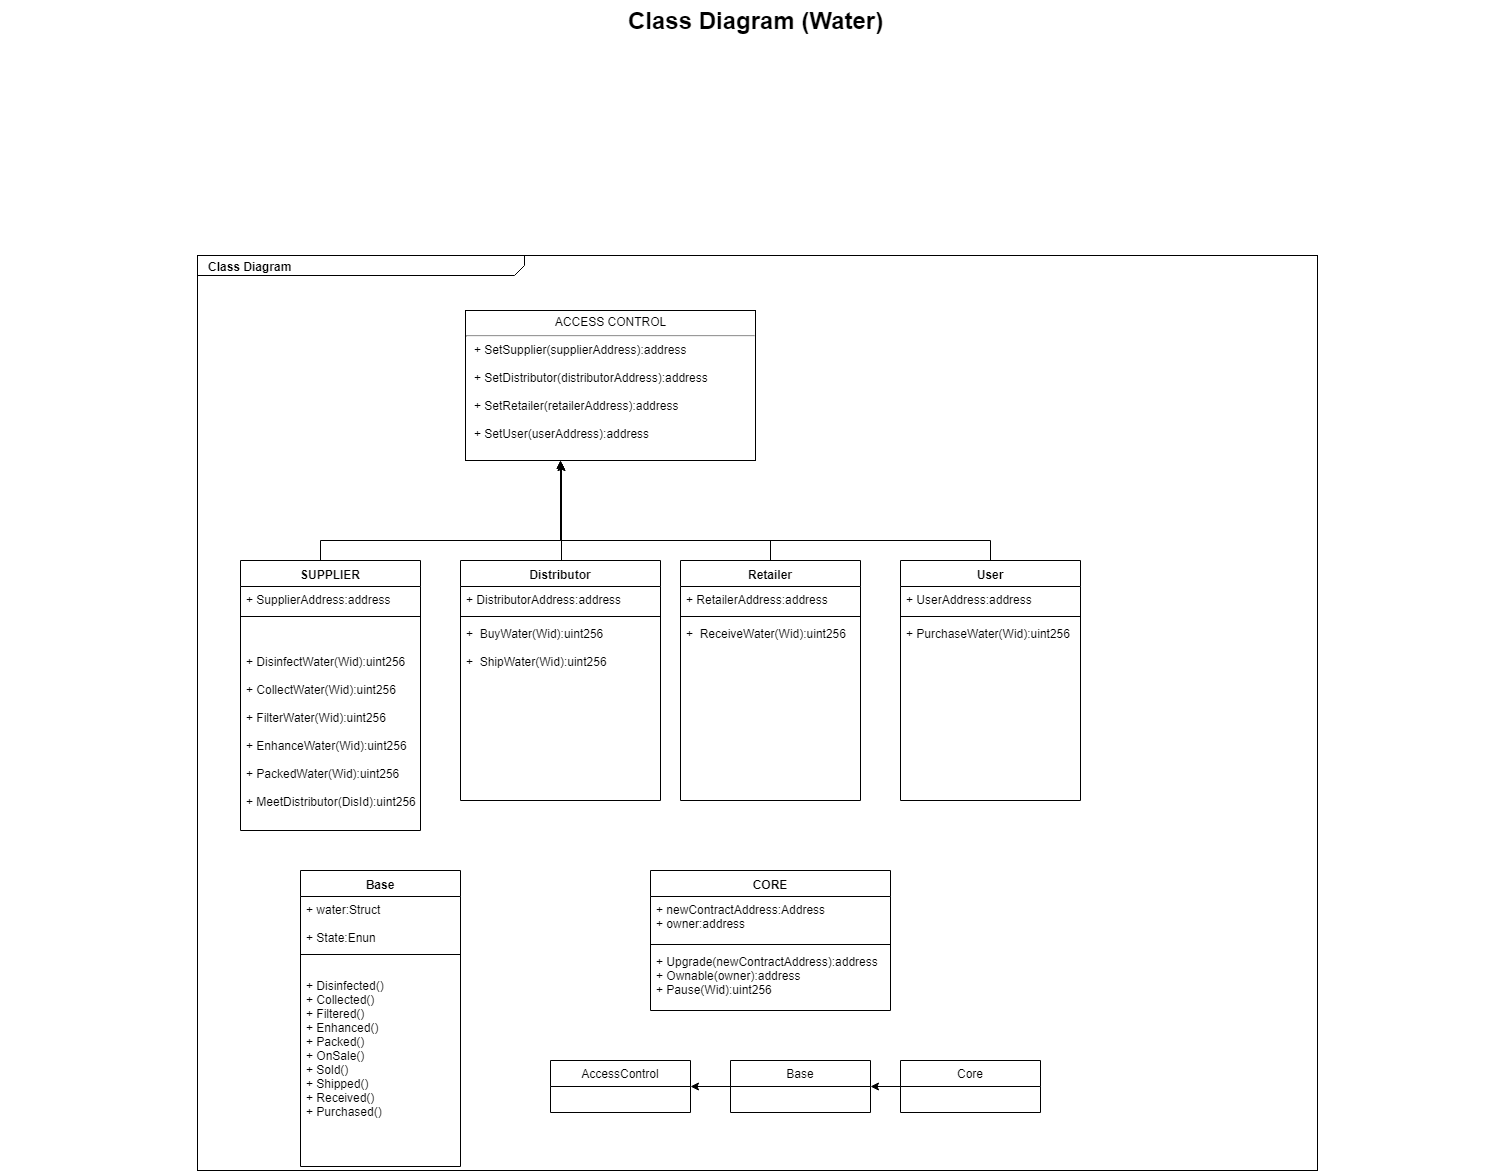 Class Diagram (Water)
Class Diagram
ACCESS CONTROL
+ SetSupplier(supplierAddress):address
+ SetDistributor(distributorAddress):address
+ SetRetailer(retailerAddress):address
+ SetUser(userAddress):address
SUPPLIER
+ SupplierAddress:address
+ DisinfectWater(Wid):uint256
+ CollectWater(Wid):uint256
+ FilterWater(Wid):uint256
+ EnhanceWater(Wid):uint256
+ PackedWater(Wid):uint256
+ MeetDistributor(DisId):uint256
Distributor
+ DistributorAddress:address
+ BuyWater(Wid):uint256
+ ShipWater(Wid):uint256
Retailer
+ RetailerAddress:address
+ ReceiveWater(Wid):uint256
User
+ UserAddress:address
+ PurchaseWater(Wid):uint256
Base
+ water:Struct
+ State:Enun
+ Disinfected()
+ Collected()
+ Filtered()
+ Enhanced()
+ Packed()
+ OnSale()
+ Sold()
+ Shipped()
+ Received()
+ Purchased()
CORE
+ newContractAddress:Address
+ owner:address
+ Upgrade(newContractAddress):address
+ Ownable(owner):address
+ Pause(Wid):uint256
AccessControl
Base
Core